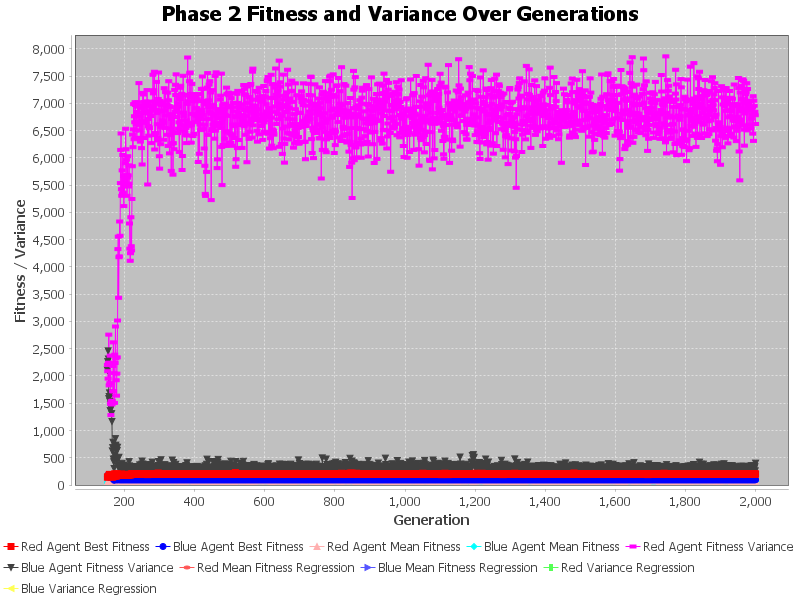 Phase 2 Fitness and Variance Over Generations
8,000
7,500
7,000
6,500
6,000
5,500
5,000
4,500
4,000
3,500
3,000
2,500
2,000
1,500
1,000
500
0
Fitness / Variance
200 400 600 800 1,000 1,200 1,400 1,600 1,800 2,000
Generation
Red Agent Best Fitness Blue Agent Best Fitness Red Agent Mean Fitness Blue Agent Mean Fitness Red Agent Fitness Variance
Blue Agent Fitness Variance Red Mean Fitness Regression Blue Mean Fitness Regression Red Variance Regression
Blue Variance Regression